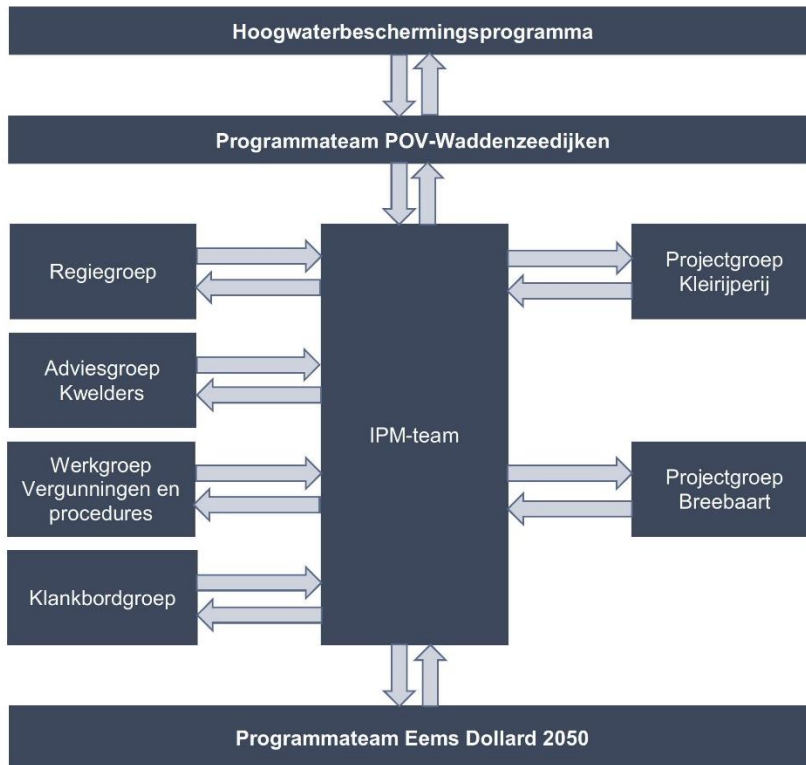 Hoogwaterbeschermingsprogramma
Programmateam POV-Waddenzeedijken
Regiegroep
Adviesgroep
Kwelders
Werkgroep
Vergunningen en
procedures
Klankbordgroep
IPM-team
Projectgroep
Kleirijperij
Projectgroep
Breebaart
Programmateam Eems Dollard 2050